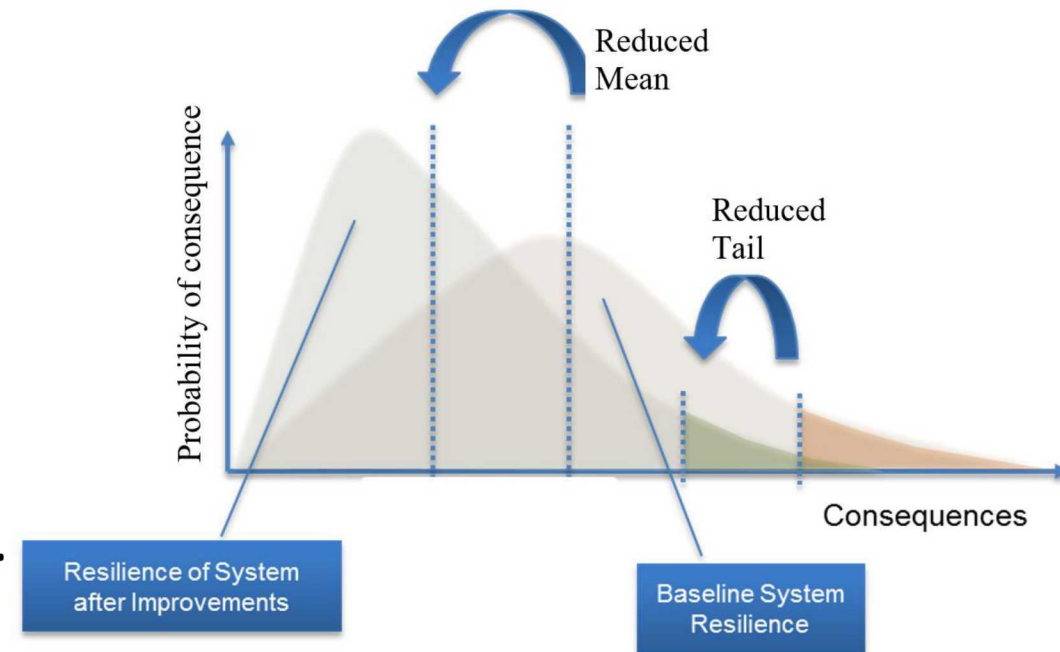 Reduced
Mean
Probability of consequence
Reduced
Tail
Consequences
Resilience of System
after Improvements
Baseline System
Resilience